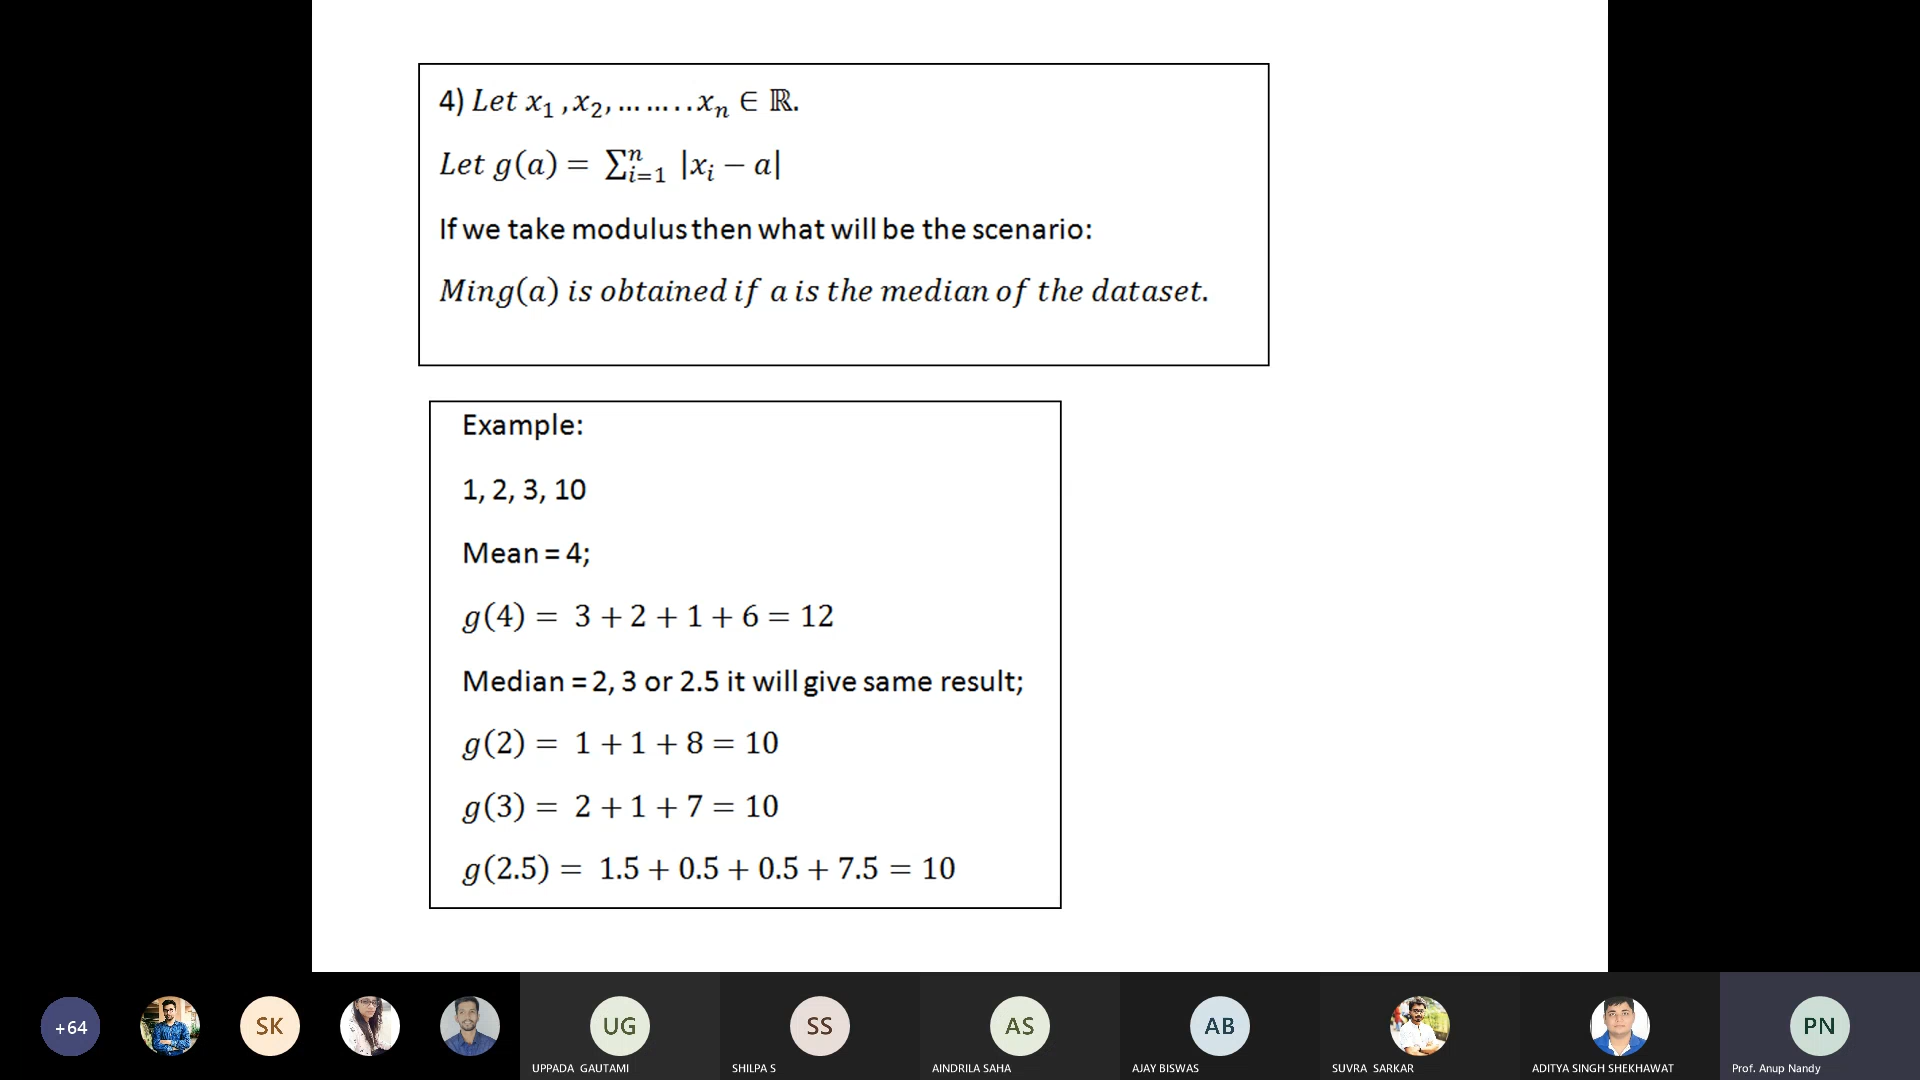 4) Let x₁ ,x₂, … … . . xₙ ∈ ℝ.
Let g(a) = ∑ⁿᵢ₌₁ |xᵢ − a|
If we take modulus then what will be the scenario:
Ming(a) is obtained if a is the median of the dataset.
Example:
1, 2, 3, 10
Mean = 4;
g(4) = 3 + 2 + 1 + 6 = 12
Median = 2, 3 or 2.5 it will give same result;
g(2) = 1 + 1 + 8 = 10
g(3) = 2 + 1 + 7 = 10
g(2.5) = 1.5 + 0.5 + 0.5 + 7.5 = 10
+64 SK UG SS AS AB PN
UPPADA GAUTAMI SHILPA S AINDRILA SAHA AJAY BISWAS SUVRA SARKAR ADITYA SINGH SHEKHAWAT Prof. Anup Nandy